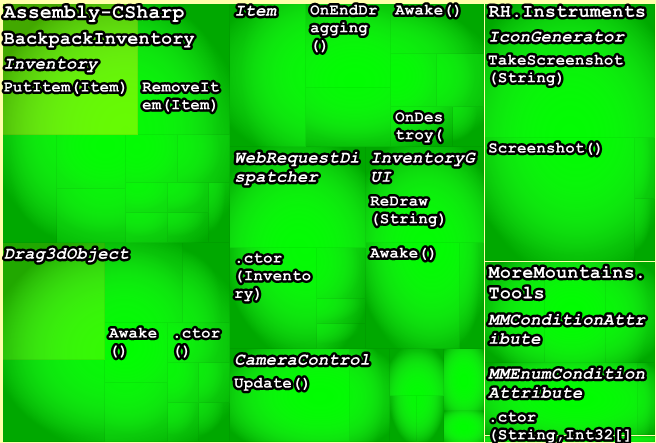 Assembly-CSharp
BackpackInventory
Inventory
PutItem(Item)
RemoveIt
em(Item)
Drag3dObject
Awake
()
.ctor
()
Item
OnEndDr
agging
()
Awake()
OnDes
troy(
WebRequestDi
spatcher
.ctor
(Invento
ry)
InventoryG
UI
ReDraw
(String)
Awake()
CameraControl
Update()
RH.Instruments
IconGenerator
TakeScreenshot
(String)
Screenshot()
MoreMountains.
Tools
MMConditionAttr
ibute
MMEnumCondition
Attribute
.ctor
(String,Int32[]